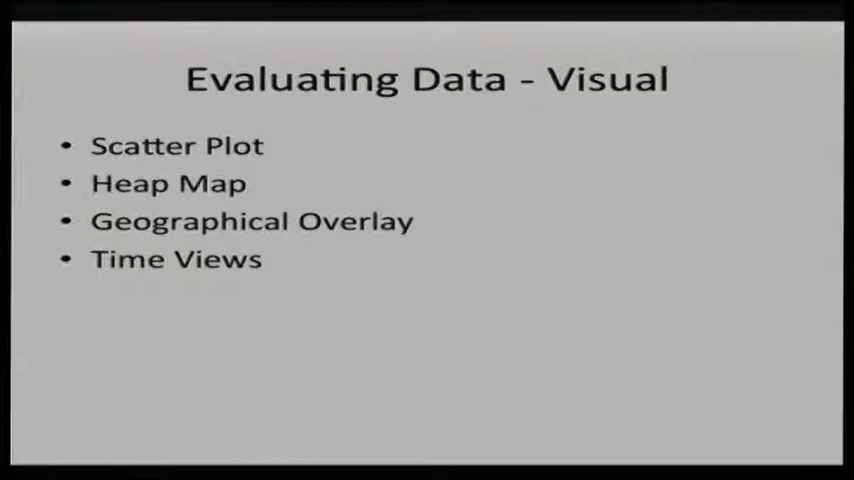 Evaluating Data - Visual
• Scatter Plot
• Heap Map
• Geographical Overlay
• Time Views